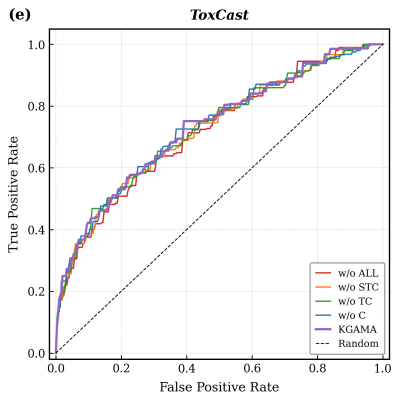 (e)
ToxCast
True Positive Rate
1.0
0.8
0.6
0.4
0.2
0.0
0.0 0.2 0.4 0.6 0.8 1.0
False Positive Rate
w/o ALL
w/o STC
w/o TC
w/o C
KGAMA
Random